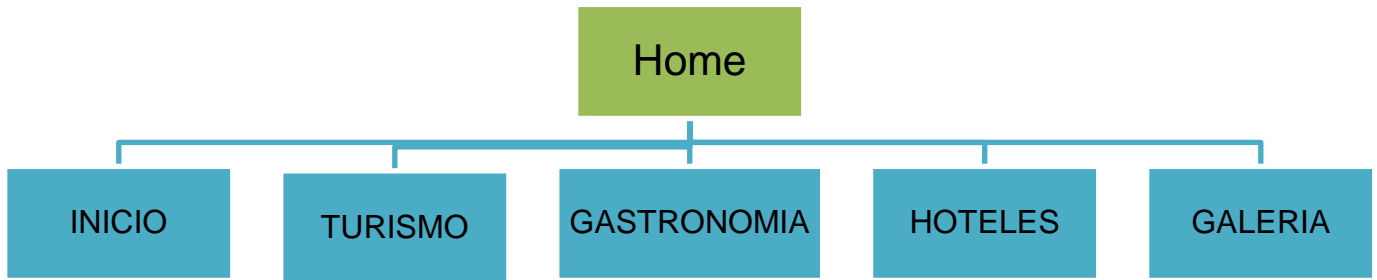 Home
INICIO
TURISMO
GASTRONOMIA
HOTELES
GALERIA